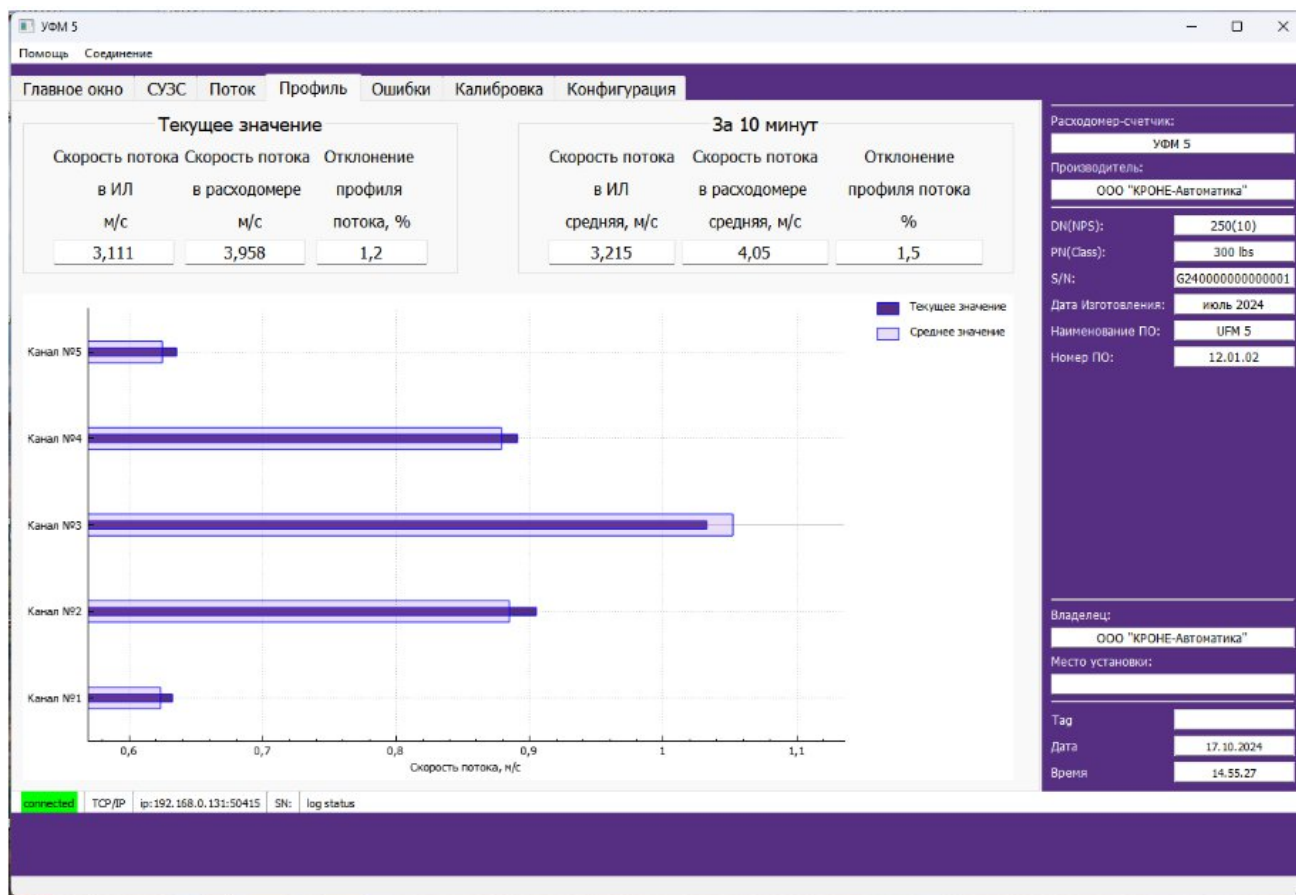 УФМ 5
Помощь Соединение
Главное окно СУЗС Поток Профиль Ошибки Калибровка Конфигурация
Текущее значение
Скорость потока Скорость потока Отклонение
в ИЛ в расходомере профиля
м/с м/с потока, %
3,111 3,958 1,2
За 10 минут
Скорость потока Скорость потока Отклонение
в ИЛ в расходомере профиля потока
средняя, м/с средняя, м/с %
3,215 4,05 1,5
Текущее значение
Среднее значение
Канал №5
Канал №4
Канал №3
Канал №2
Канал №1
0,6 0,7 0,8 0,9 1 1,1
Скорость потока, м/с
Расходомер-счетчик:
УФМ 5
Производитель:
ООО "КРОНЕ-Автоматика"
DN(NPS): 250(10)
PN(Class): 300 lbs
S/N: G240000000000001
Дата Изготовления: июль 2024
Наименование ПО: UFM 5
Номер ПО: 12.01.02
Владелец:
ООО "КРОНЕ-Автоматика"
Место установки:
Tag
Дата 17.10.2024
Время 14.55.27
connected TCP/IP ip:192.168.0.131:50415 SN: log status